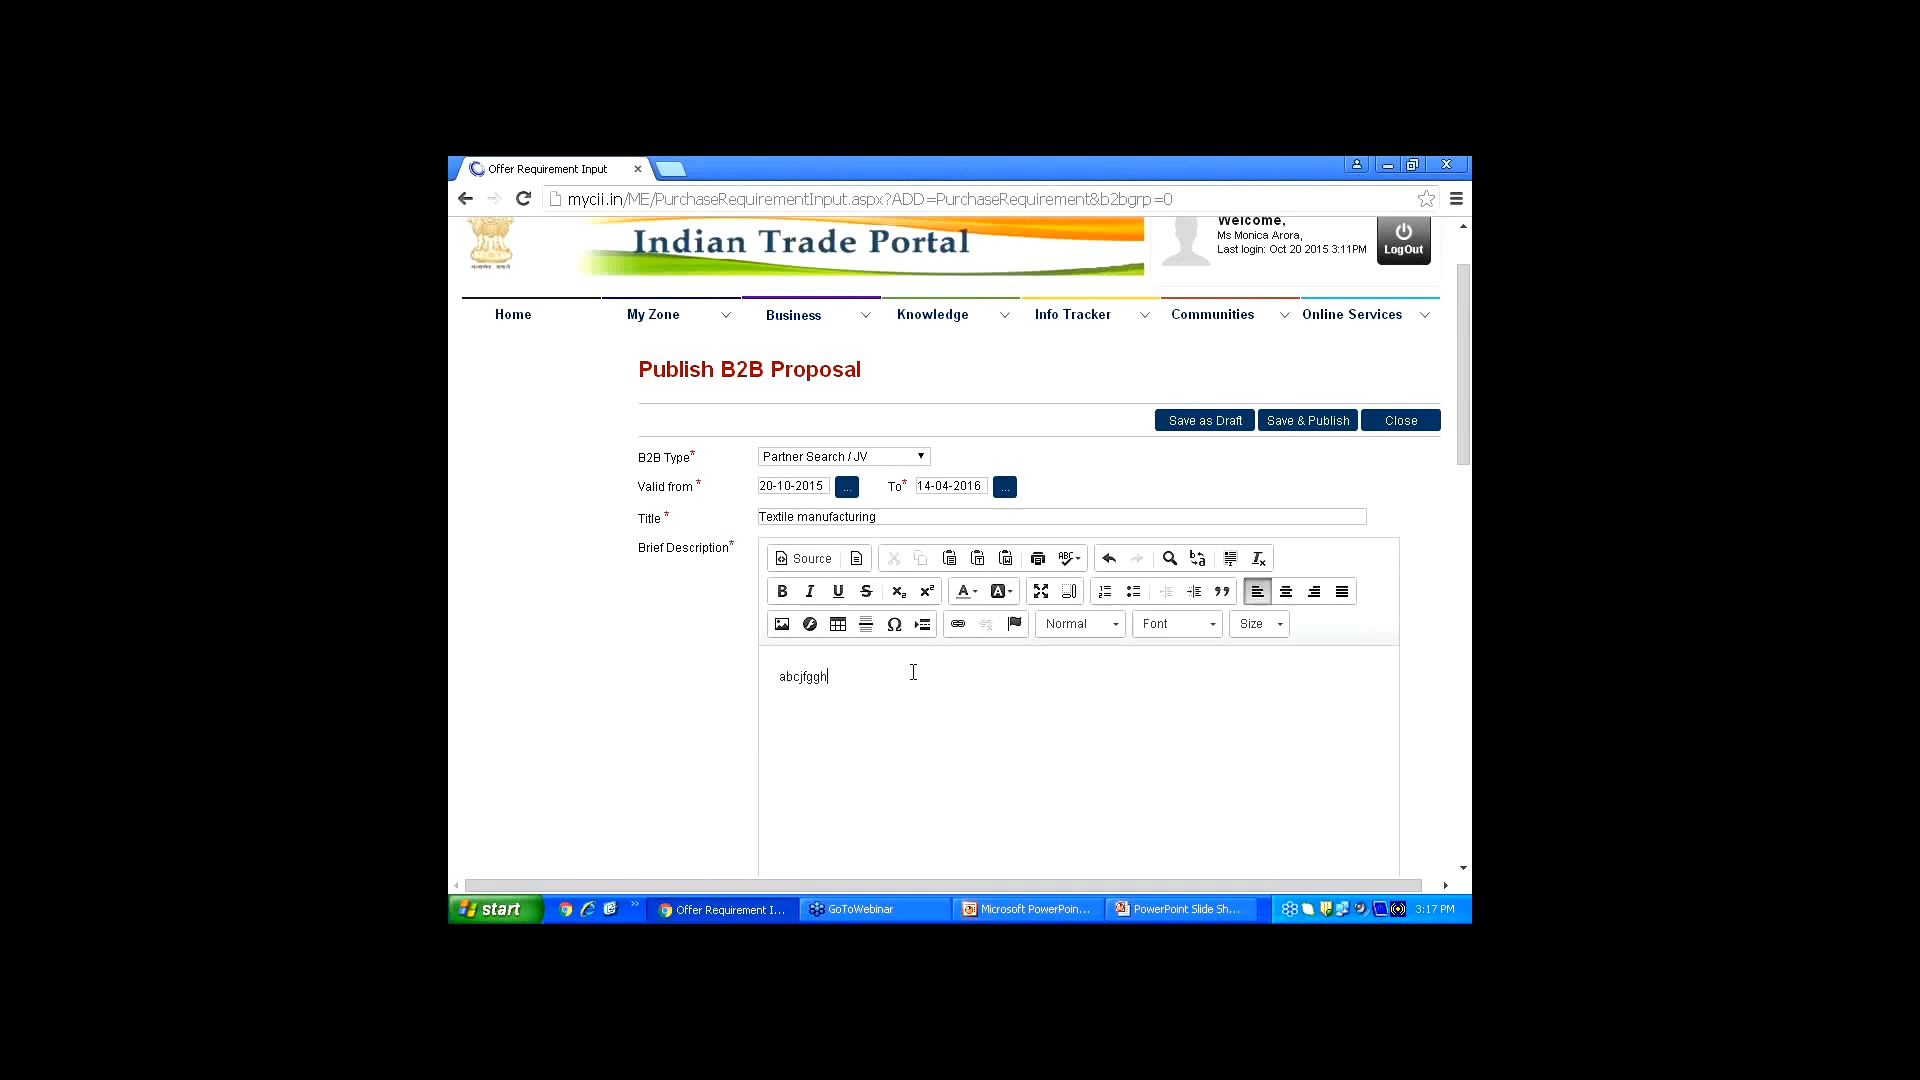 Offer Requirement Input
mycii.in/ME/PurchaseRequirementInput.aspx?ADD=PurchaseRequirement&b2bgrp=0
Indian Trade Portal
Welcome,
Ms Monica Arora,
Last login: Oct 20 2015 3:11PM
LogOut
Home My Zone Business Knowledge Info Tracker Communities Online Services
Publish B2B Proposal
Save as Draft Save & Publish Close
B2B Type* Partner Search / JV
Valid from * 20-10-2015 ... To* 14-04-2016 ...
Title * Textile manufacturing
Brief Description*
Source ABC
B I U S x₂ x² A A
Normal Font Size
abcjfggh
start Offer Requirement I... GoToWebinar Microsoft PowerPoin... PowerPoint Slide Sh... 3:17 PM